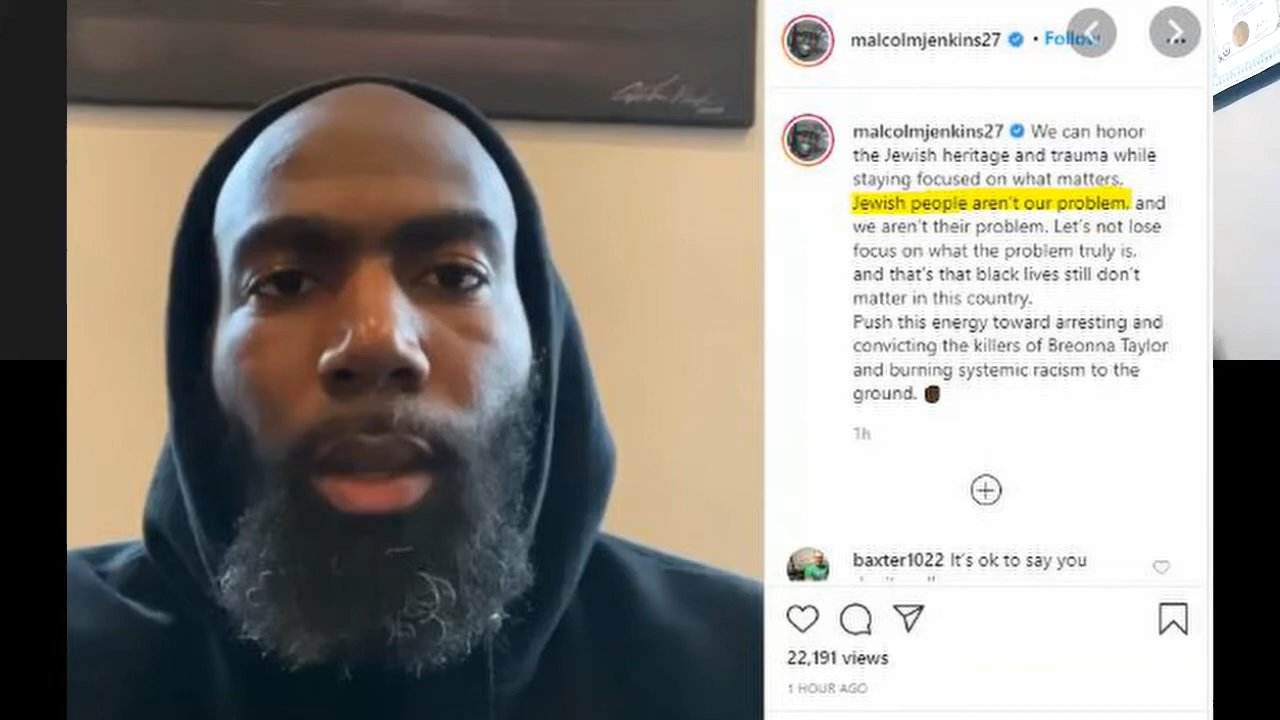 malcolmjenkins27 • Follow
malcolmjenkins27 We can honor
the Jewish heritage and trauma while
staying focused on what matters.
Jewish people aren't our problem, and
we aren't their problem. Let's not lose
focus on what the problem truly is,
and that's that black lives still don't
matter in this country.
Push this energy toward arresting and
convicting the killers of Breonna Taylor
and burning systemic racism to the
ground.
1h
baxter1022 It's ok to say you
22,191 views
1 HOUR AGO